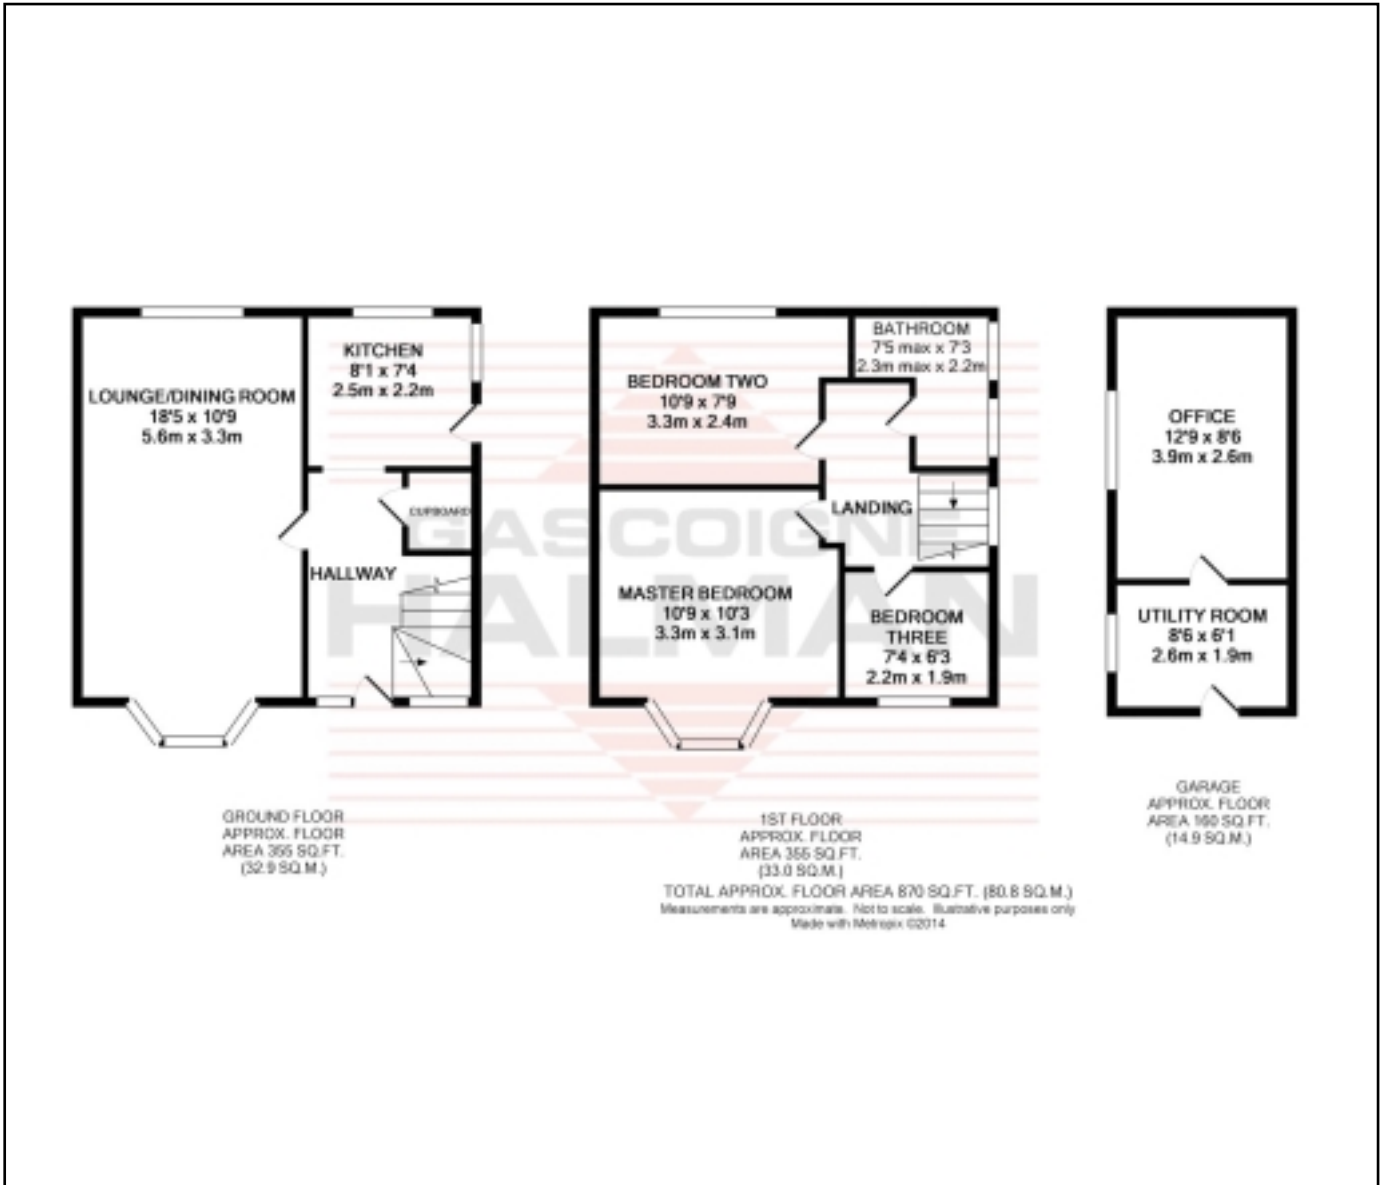 LOUNGE/DINING ROOM
18'5 x 10'9
5.6m x 3.3m
KITCHEN
8'1 x 7'4
2.5m x 2.2m
CUPBOARD
HALLWAY
GROUND FLOOR
APPROX. FLOOR
AREA 355 SQ.FT.
(32.9 SQ.M.)
BEDROOM TWO
10'9 x 7'9
3.3m x 2.4m
BATHROOM
7'5 max x 7'3
2.3m max x 2.2m
LANDING
MASTER BEDROOM
10'9 x 10'3
3.3m x 3.1m
BEDROOM
THREE
7'4 x 6'3
2.2m x 1.9m
1ST FLOOR
APPROX. FLOOR
AREA 355 SQ.FT.
(33.0 SQ.M.)
OFFICE
12'9 x 8'6
3.9m x 2.6m
UTILITY ROOM
8'6 x 6'1
2.6m x 1.9m
GARAGE
APPROX. FLOOR
AREA 160 SQ.FT.
(14.9 SQ.M.)
TOTAL APPROX. FLOOR AREA 870 SQ.FT. (80.8 SQ.M.)
Measurements are approximate. Not to scale. Illustrative purposes only
Made with Metropix ©2014
GASCOIGNE
HALMAN